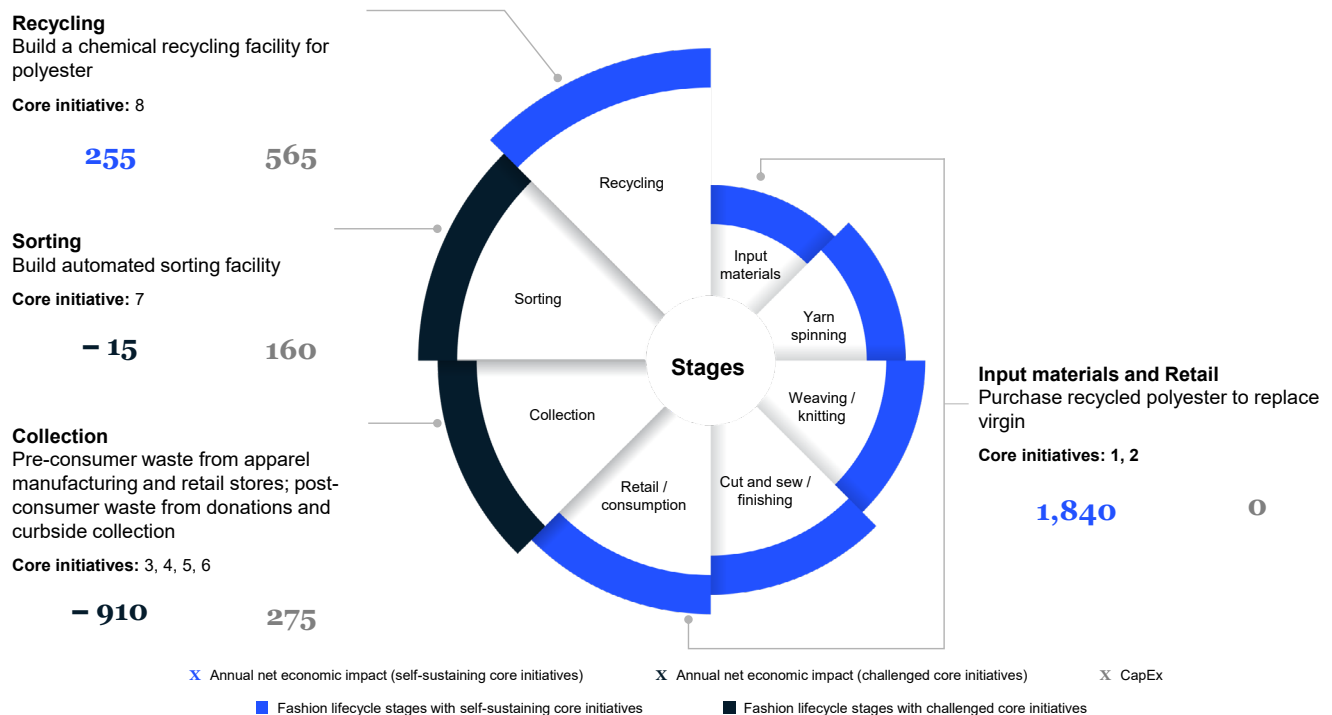 Recycling
Build a chemical recycling facility for
polyester
Core initiative: 8
255 565
Sorting
Build automated sorting facility
Core initiative: 7
– 15 160
Collection
Pre-consumer waste from apparel
manufacturing and retail stores; post-
consumer waste from donations and
curbside collection
Core initiatives: 3, 4, 5, 6
– 910 275
Recycling
Sorting
Collection
Retail /
consumption
Cut and sew /
finishing
Weaving /
knitting
Yarn
spinning
Input
materials
Stages
Input materials and Retail
Purchase recycled polyester to replace
virgin
Core initiatives: 1, 2
1,840 0
X Annual net economic impact (self-sustaining core initiatives) X Annual net economic impact (challenged core initiatives) X CapEx
Fashion lifecycle stages with self-sustaining core initiatives Fashion lifecycle stages with challenged core initiatives